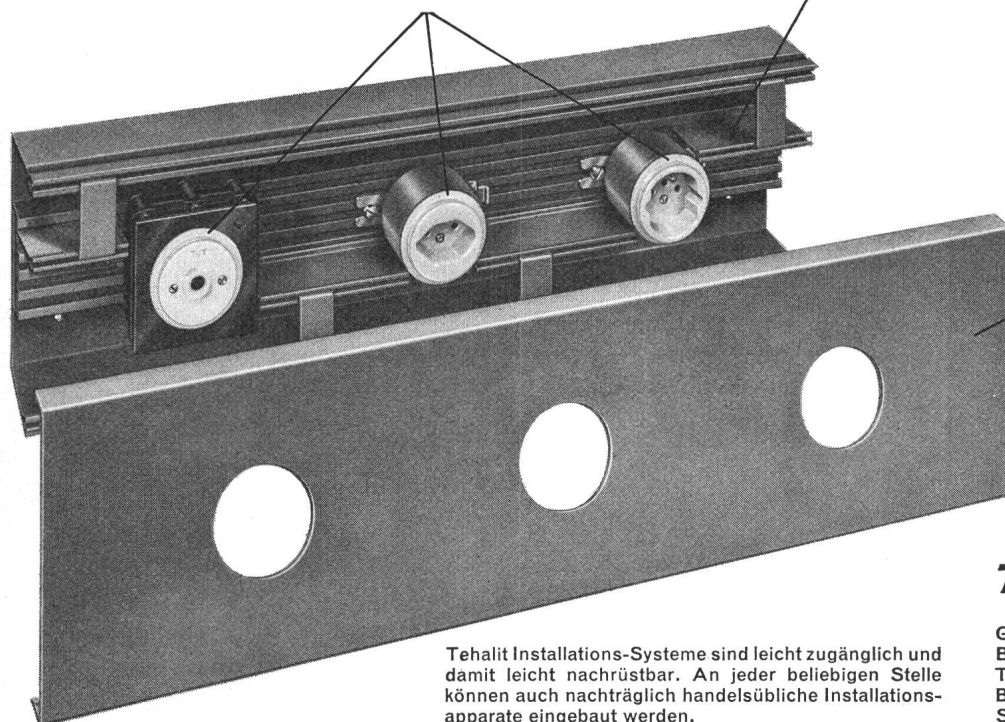 Tehalit Installations-Systeme sind leicht zugänglich und
damit leicht nachrüstbar. An jeder beliebigen Stelle
können auch nachträglich handelsübliche Installations-
apparate eingebaut werden.